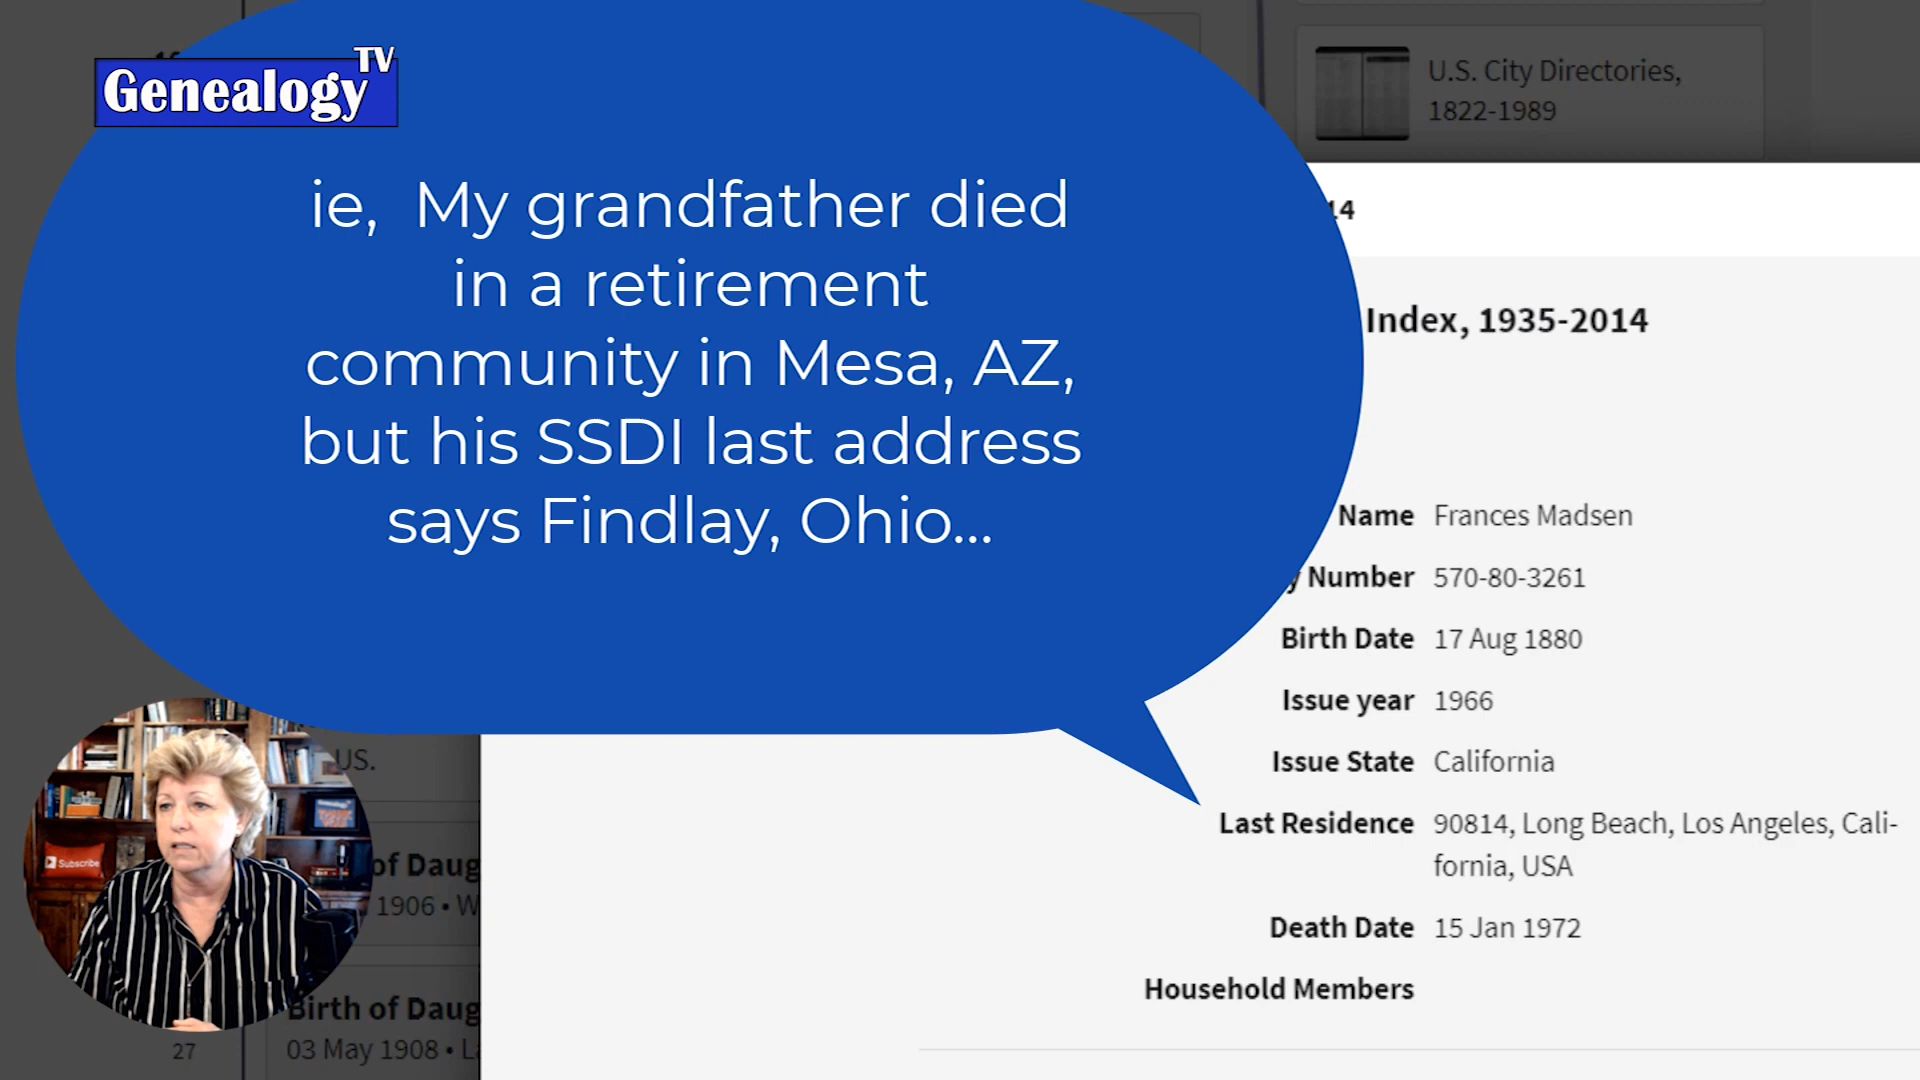 Genealogy TV
ie, My grandfather died
in a retirement
community in Mesa, AZ,
but his SSDI last address
says Findlay, Ohio...
U.S. City Directories,
1822-1989
14
Index, 1935-2014
Name Frances Madsen
y Number 570-80-3261
Birth Date 17 Aug 1880
Issue year 1966
Issue State California
Last Residence 90814, Long Beach, Los Angeles, Cali-
fornia, USA
Death Date 15 Jan 1972
Household Members
US.
Subscribe
of Daug
1906 • W
Birth of Daug
03 May 1908 • L
27